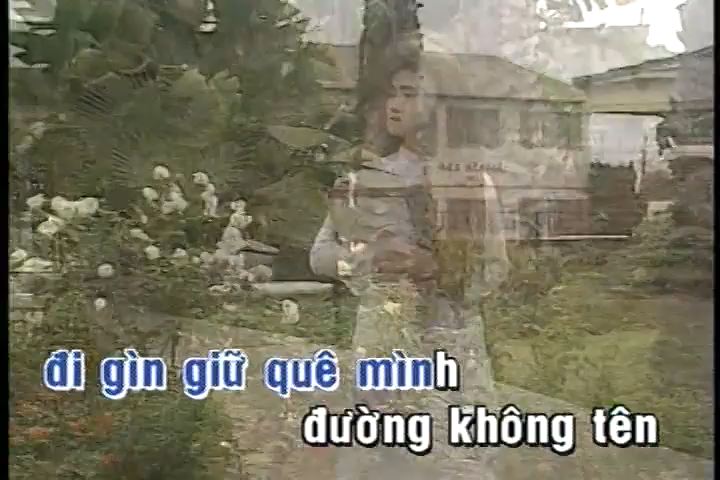 đi gìn giữ quê mình
đường không tên